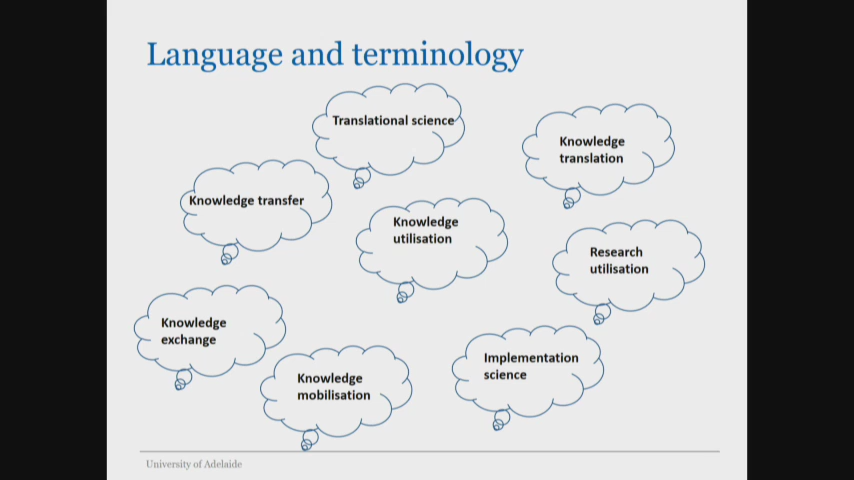 Language and terminology
Translational science
Knowledge
translation
Knowledge transfer
Knowledge
utilisation
Research
utilisation
Knowledge
exchange
Knowledge
mobilisation
Implementation
science
University of Adelaide